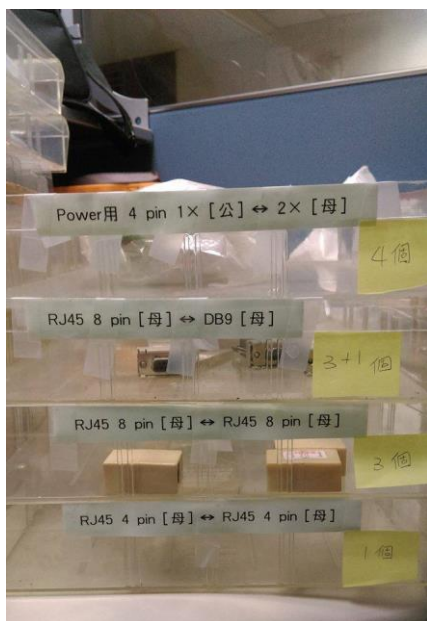 Power用 4 pin 1× [公] ⇔ 2× [母]
4個
RJ45 8 pin [母] ⇔ DB9 [母]
3+1 個
RJ45 8 pin [母] ⇔ RJ45 8 pin [母]
3個
RJ45 4 pin [母] ⇔ RJ45 4 pin [母]
1個